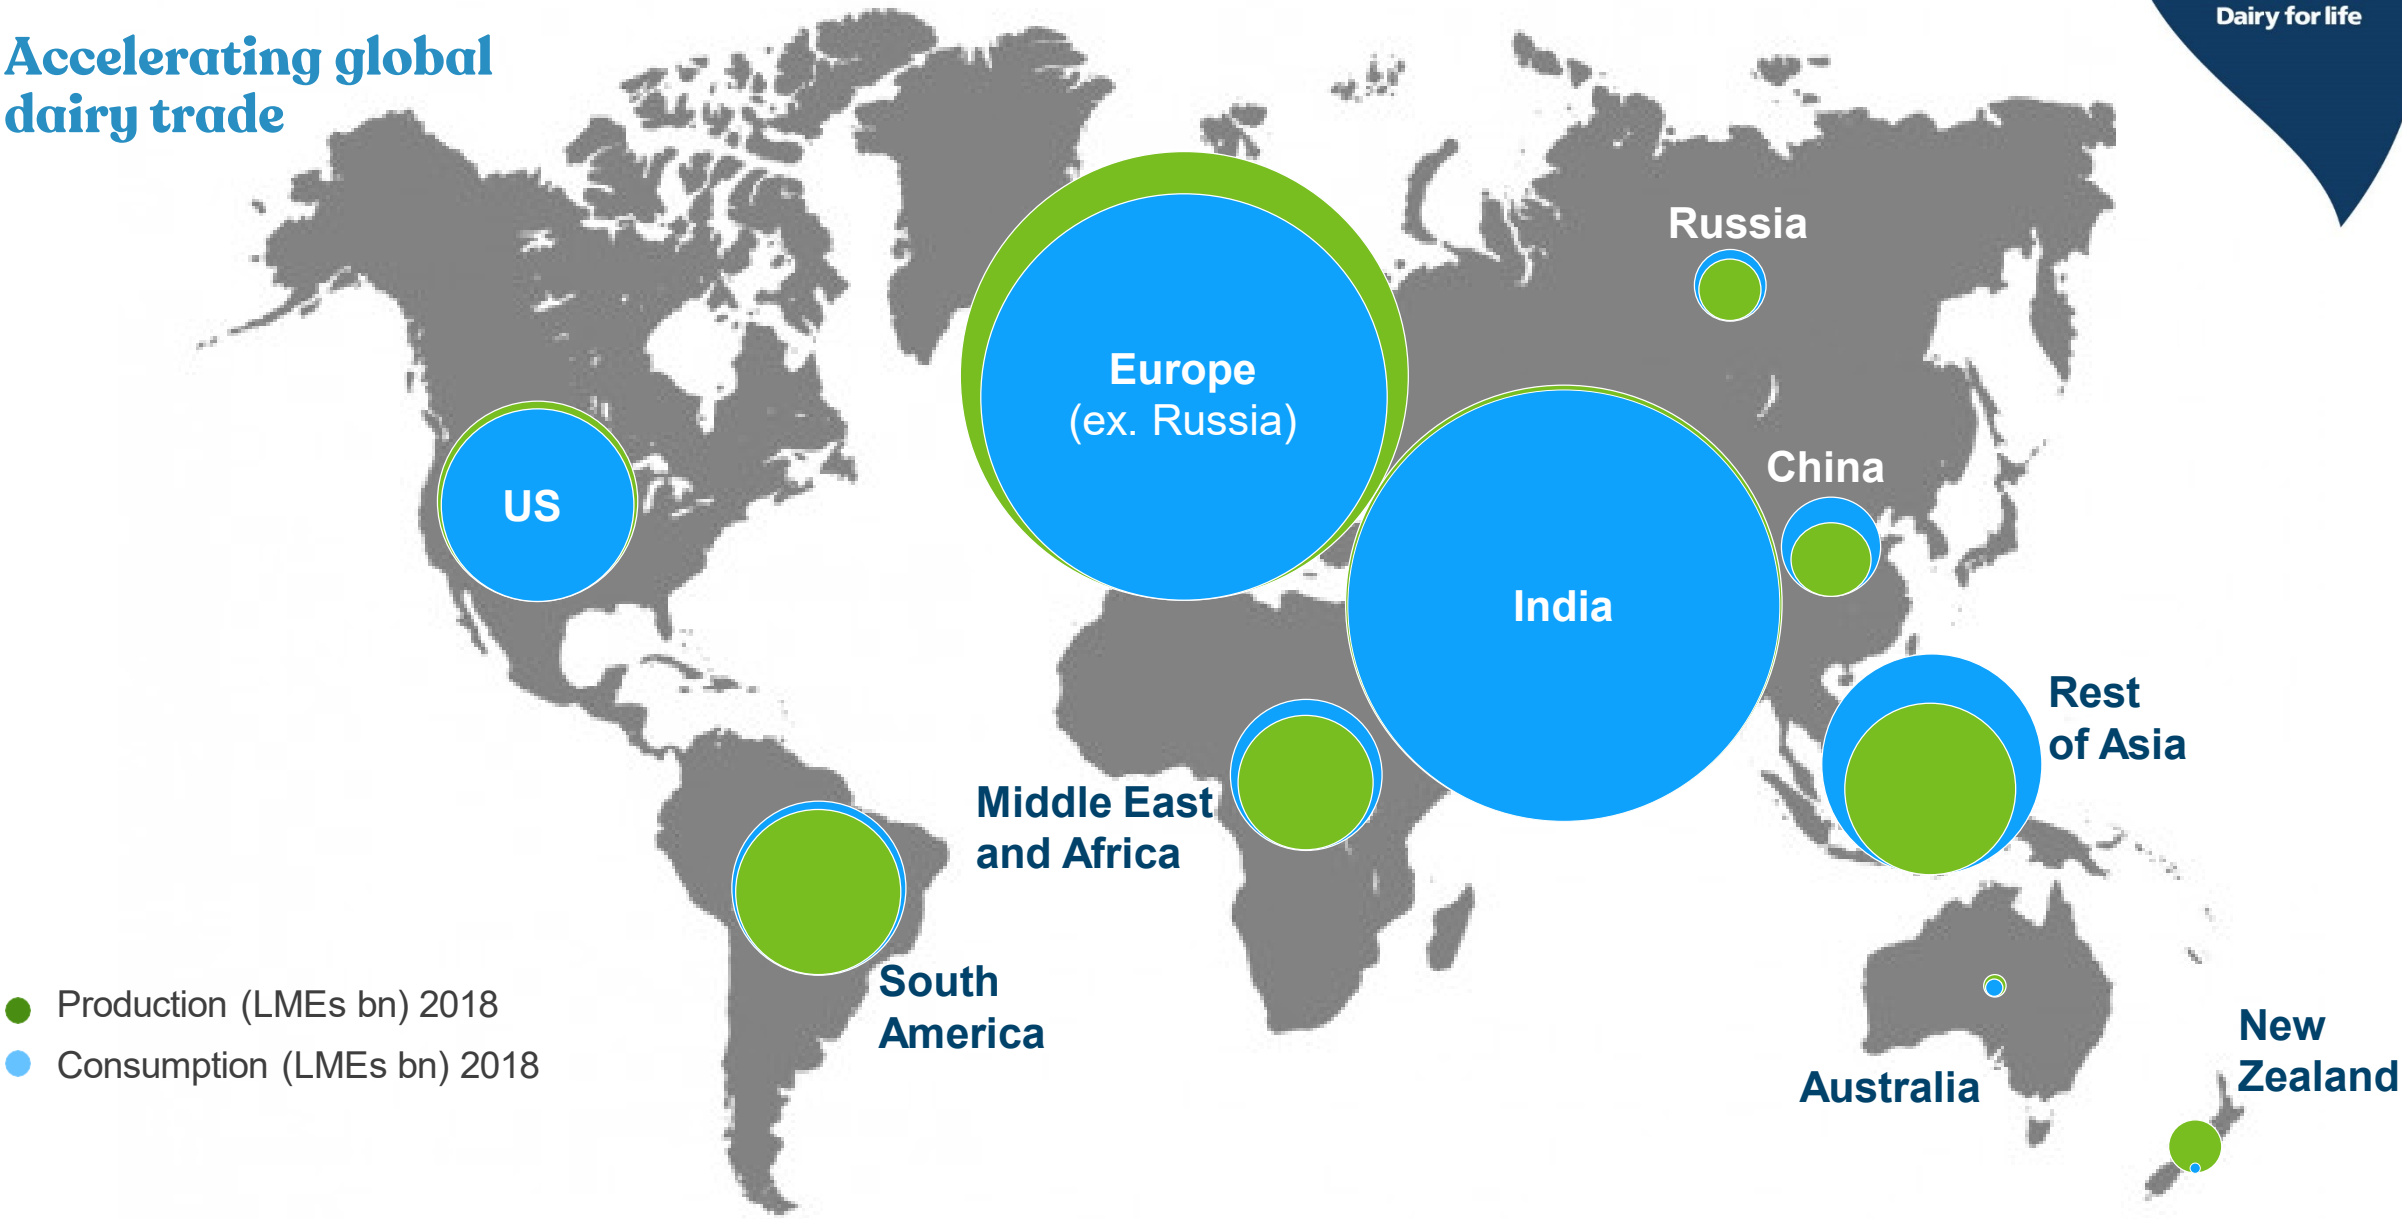 Accelerating global
dairy trade
Dairy for life
Russia
Europe
(ex. Russia)
China
US
India
Rest
of Asia
Middle East
and Africa
South
America
Production (LMEs bn) 2018
Consumption (LMEs bn) 2018
New
Zealand
Australia